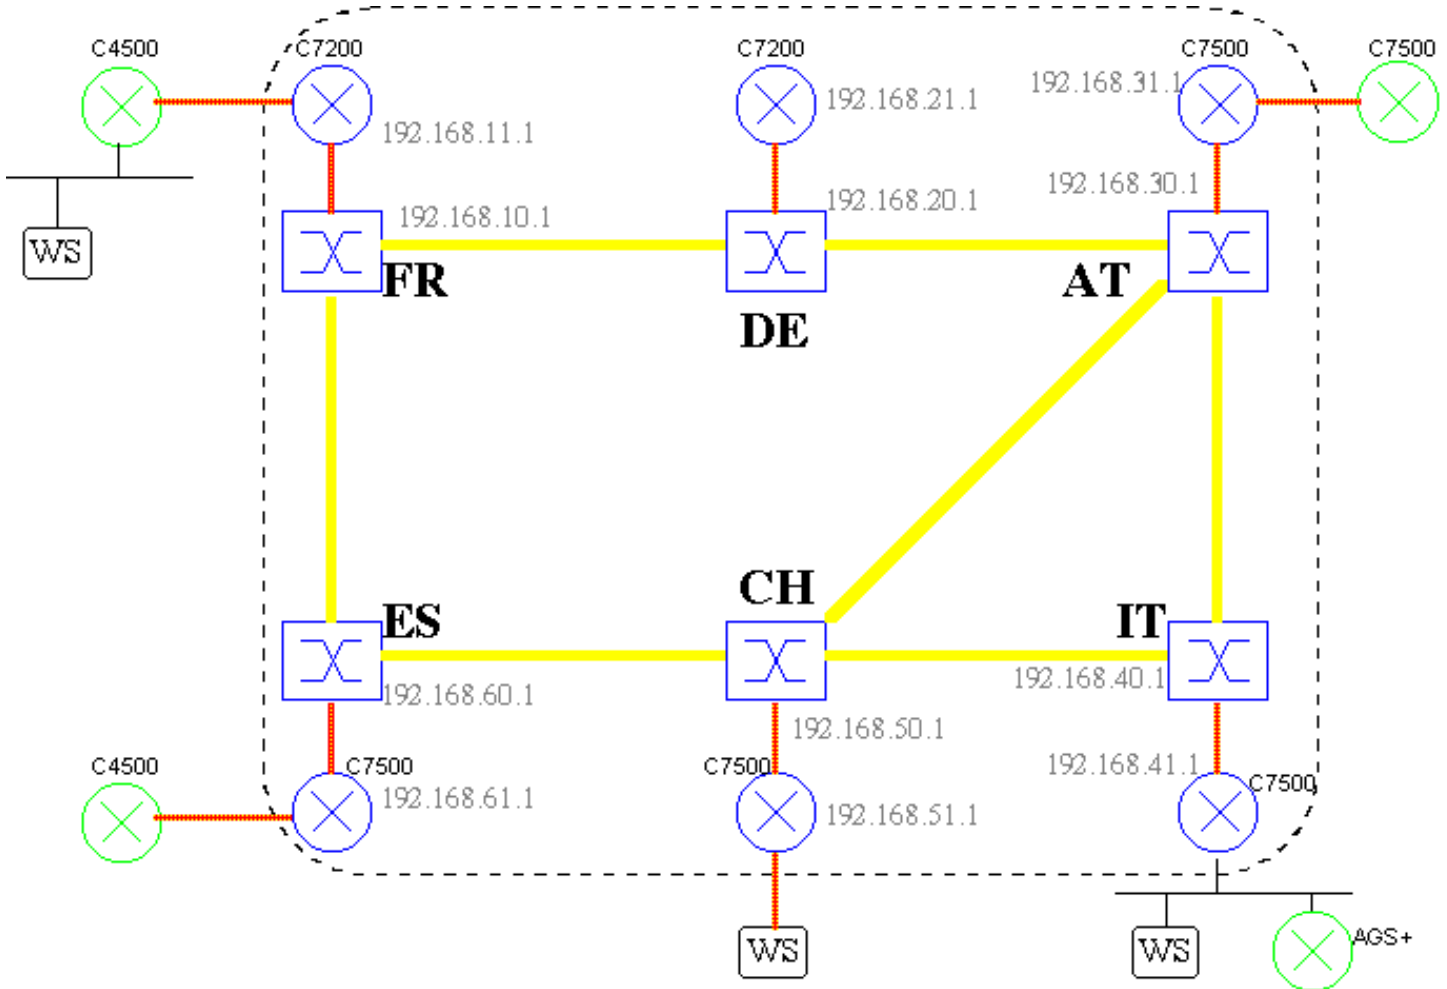 C4500
C7200
C7200
C7500
C7500
192.168.31.1
192.168.21.1
192.168.11.1
192.168.30.1
192.168.20.1
192.168.10.1
WS
FR
AT
DE
CH
ES
IT
192.168.40.1
192.168.60.1
192.168.50.1
C4500
C7500
C7500
192.168.41.1
C7500
192.168.61.1
192.168.51.1
AGS+
WS
WS